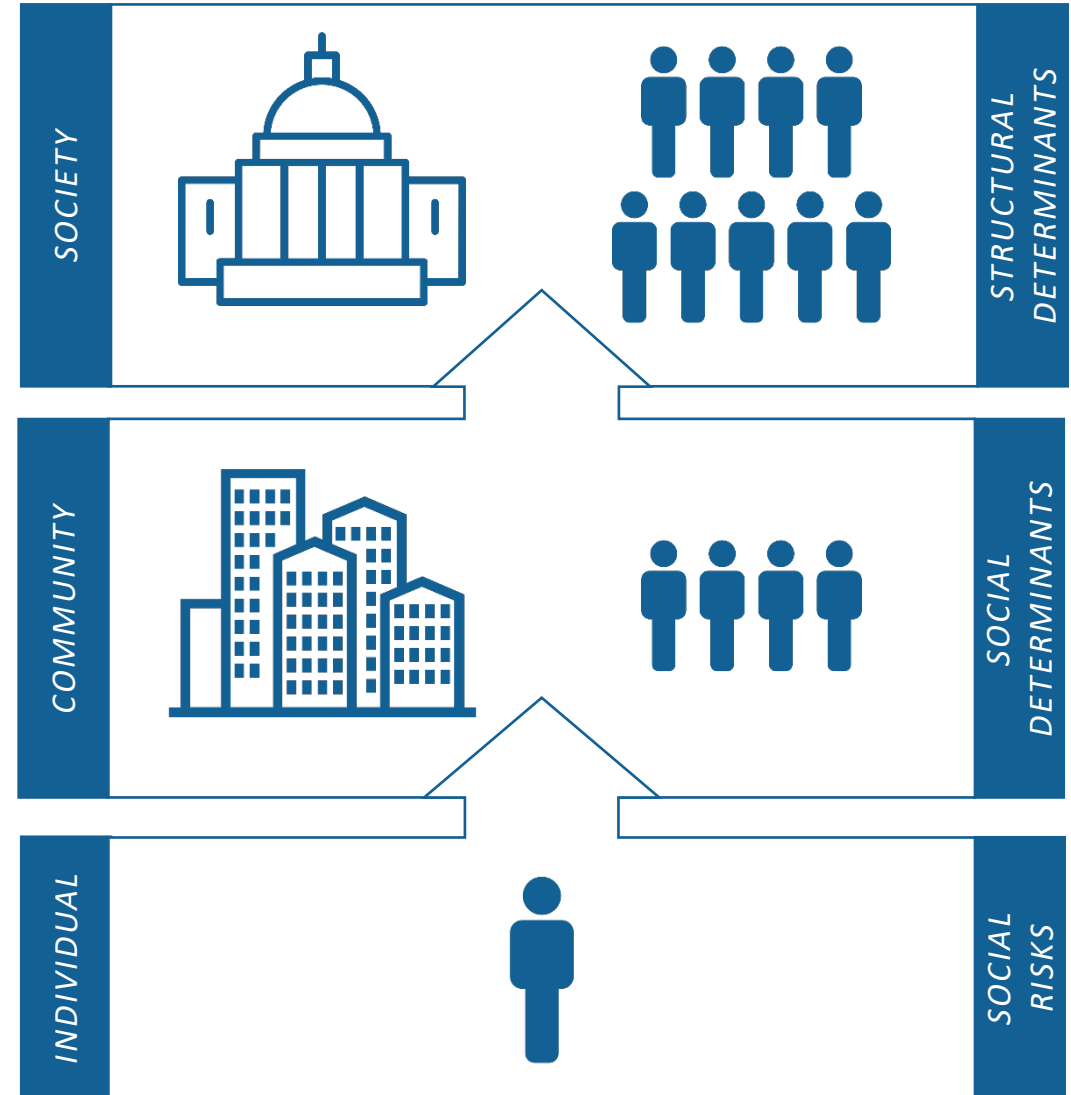 SOCIETY
STRUCTURAL
DETERMINANTS
COMMUNITY
SOCIAL
DETERMINANTS
INDIVIDUAL
SOCIAL
RISKS